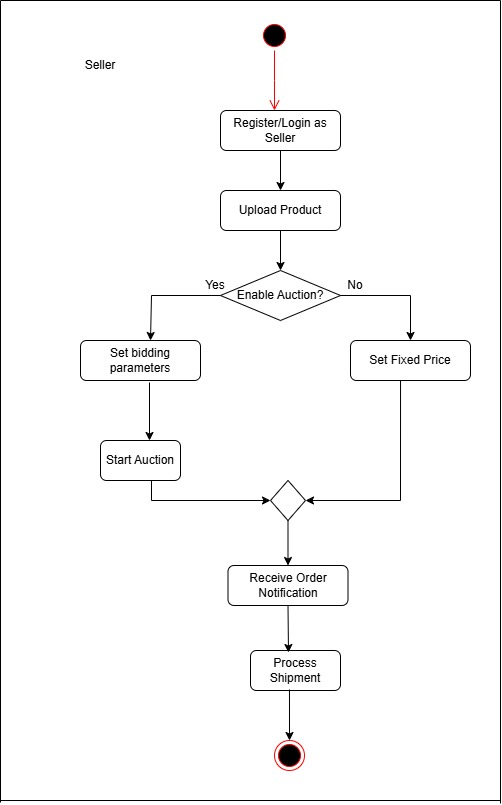 Seller
Register/Login as
Seller
Upload Product
Enable Auction?
Yes
No
Set bidding
parameters
Set Fixed Price
Start Auction
Receive Order
Notification
Process
Shipment